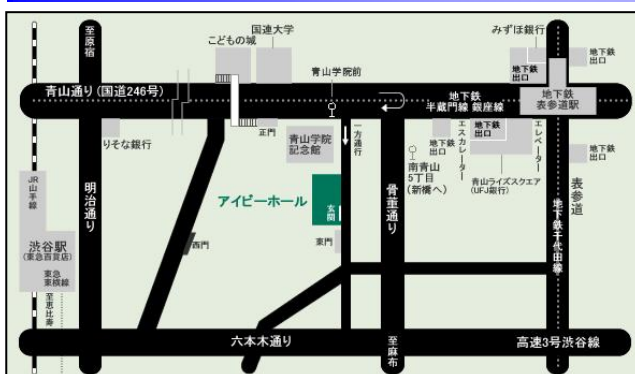 至原宿
こどもの城
国連大学
みずほ銀行
青山学院前
地下鉄
出口
地下鉄
出口
青山通り(国道246号)
地下鉄
半蔵門線 銀座線
地下鉄
表参道駅
りそな銀行
正門
青山学院
記念館
一方通行
地下鉄
出口
エスカレーター
地下鉄
出口
エレベーター
南青山
5丁目
(新橋へ)
青山ライズスクエア
(UFJ銀行)
地下鉄
出口
表参道
JR
山手線
明治通り
アイビーホール
玄関
骨董通り
地下鉄千代田線
渋谷駅
(東急百貨店)
東急
東横線
西門
東門
至恵比寿
六本木通り
至麻布
高速3号渋谷線